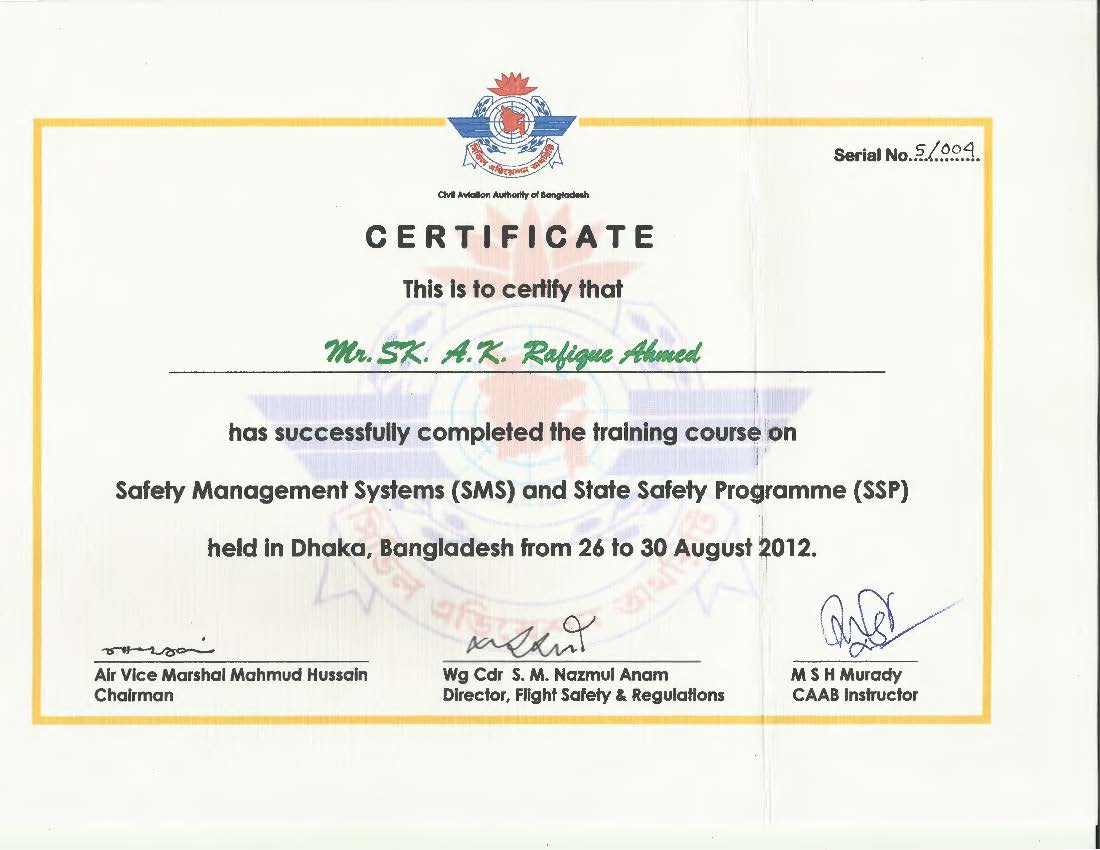 সিভিল এভিয়েশন অথরিটি
Civil Aviation Authority of Bangladesh
Serial No. 5/004
CERTIFICATE
This is to certify that
Mr. SK. A.K. Rafique Ahmed
has successfully completed the training course on
Safety Management Systems (SMS) and State Safety Programme (SSP)
held in Dhaka, Bangladesh from 26 to 30 August 2012.
Air Vice Marshal Mahmud Hussain
Chairman
Wg Cdr S. M. Nazmul Anam
Director, Flight Safety & Regulations
M S H Murady
CAAB Instructor